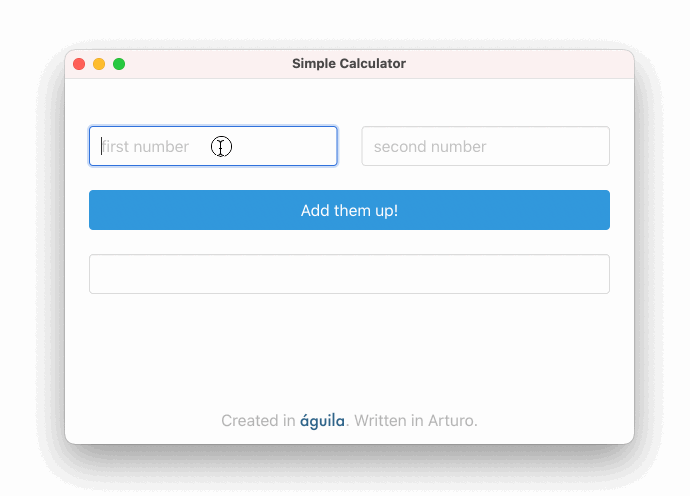 Simple Calculator
first number second number
Add them up!
Created in águila. Written in Arturo.